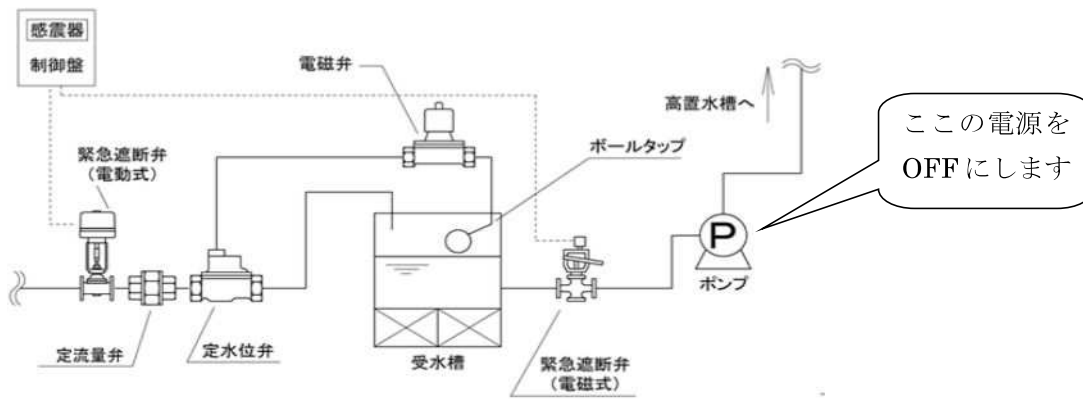 感震器
制御盤
電磁弁
高置水槽へ
ここの電源を
OFFにします
緊急遮断弁
(電動式)
ボールタップ
P
ポンプ
定流量弁
定水位弁
受水槽
緊急遮断弁
(電磁式)